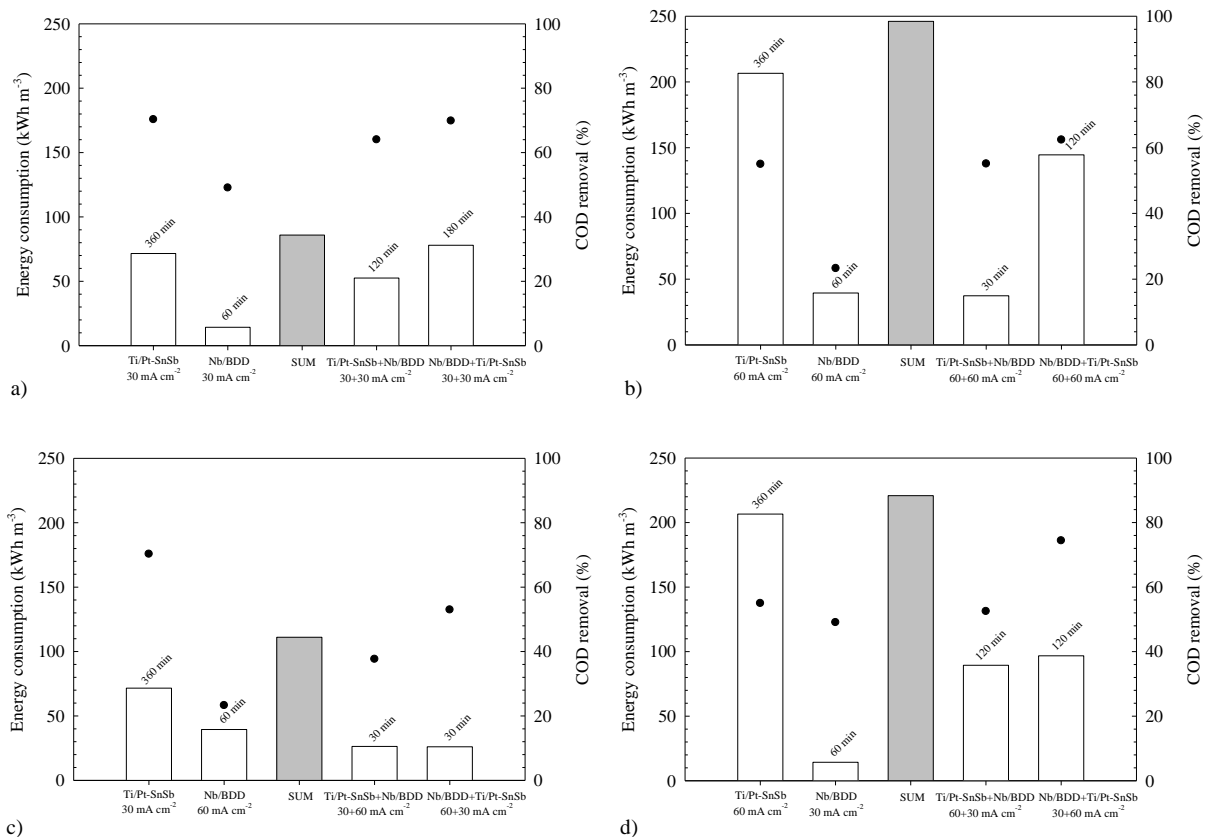 250
200
150
100
50
0
Energy consumption (kWh m⁻³)
100
80
60
40
20
0
COD removal (%)
360 min
60 min
120 min
180 min
Ti/Pt-SnSb
30 mA cm⁻²
Nb/BDD
30 mA cm⁻²
SUM
Ti/Pt-SnSb+Nb/BDD
30+30 mA cm⁻²
Nb/BDD+Ti/Pt-SnSb
30+30 mA cm⁻²
a)
250
200
150
100
50
0
Energy consumption (kWh m⁻³)
100
80
60
40
20
0
COD removal (%)
360 min
60 min
30 min
120 min
Ti/Pt-SnSb
60 mA cm⁻²
Nb/BDD
60 mA cm⁻²
SUM
Ti/Pt-SnSb+Nb/BDD
60+60 mA cm⁻²
Nb/BDD+Ti/Pt-SnSb
60+60 mA cm⁻²
b)
250
200
150
100
50
0
Energy consumption (kWh m⁻³)
100
80
60
40
20
0
COD removal (%)
360 min
60 min
30 min
30 min
Ti/Pt-SnSb
30 mA cm⁻²
Nb/BDD
60 mA cm⁻²
SUM
Ti/Pt-SnSb+Nb/BDD
30+60 mA cm⁻²
Nb/BDD+Ti/Pt-SnSb
60+30 mA cm⁻²
c)
250
200
150
100
50
0
Energy consumption (kWh m⁻³)
100
80
60
40
20
0
COD removal (%)
360 min
60 min
120 min
120 min
Ti/Pt-SnSb
60 mA cm⁻²
Nb/BDD
30 mA cm⁻²
SUM
Ti/Pt-SnSb+Nb/BDD
60+30 mA cm⁻²
Nb/BDD+Ti/Pt-SnSb
30+60 mA cm⁻²
d)